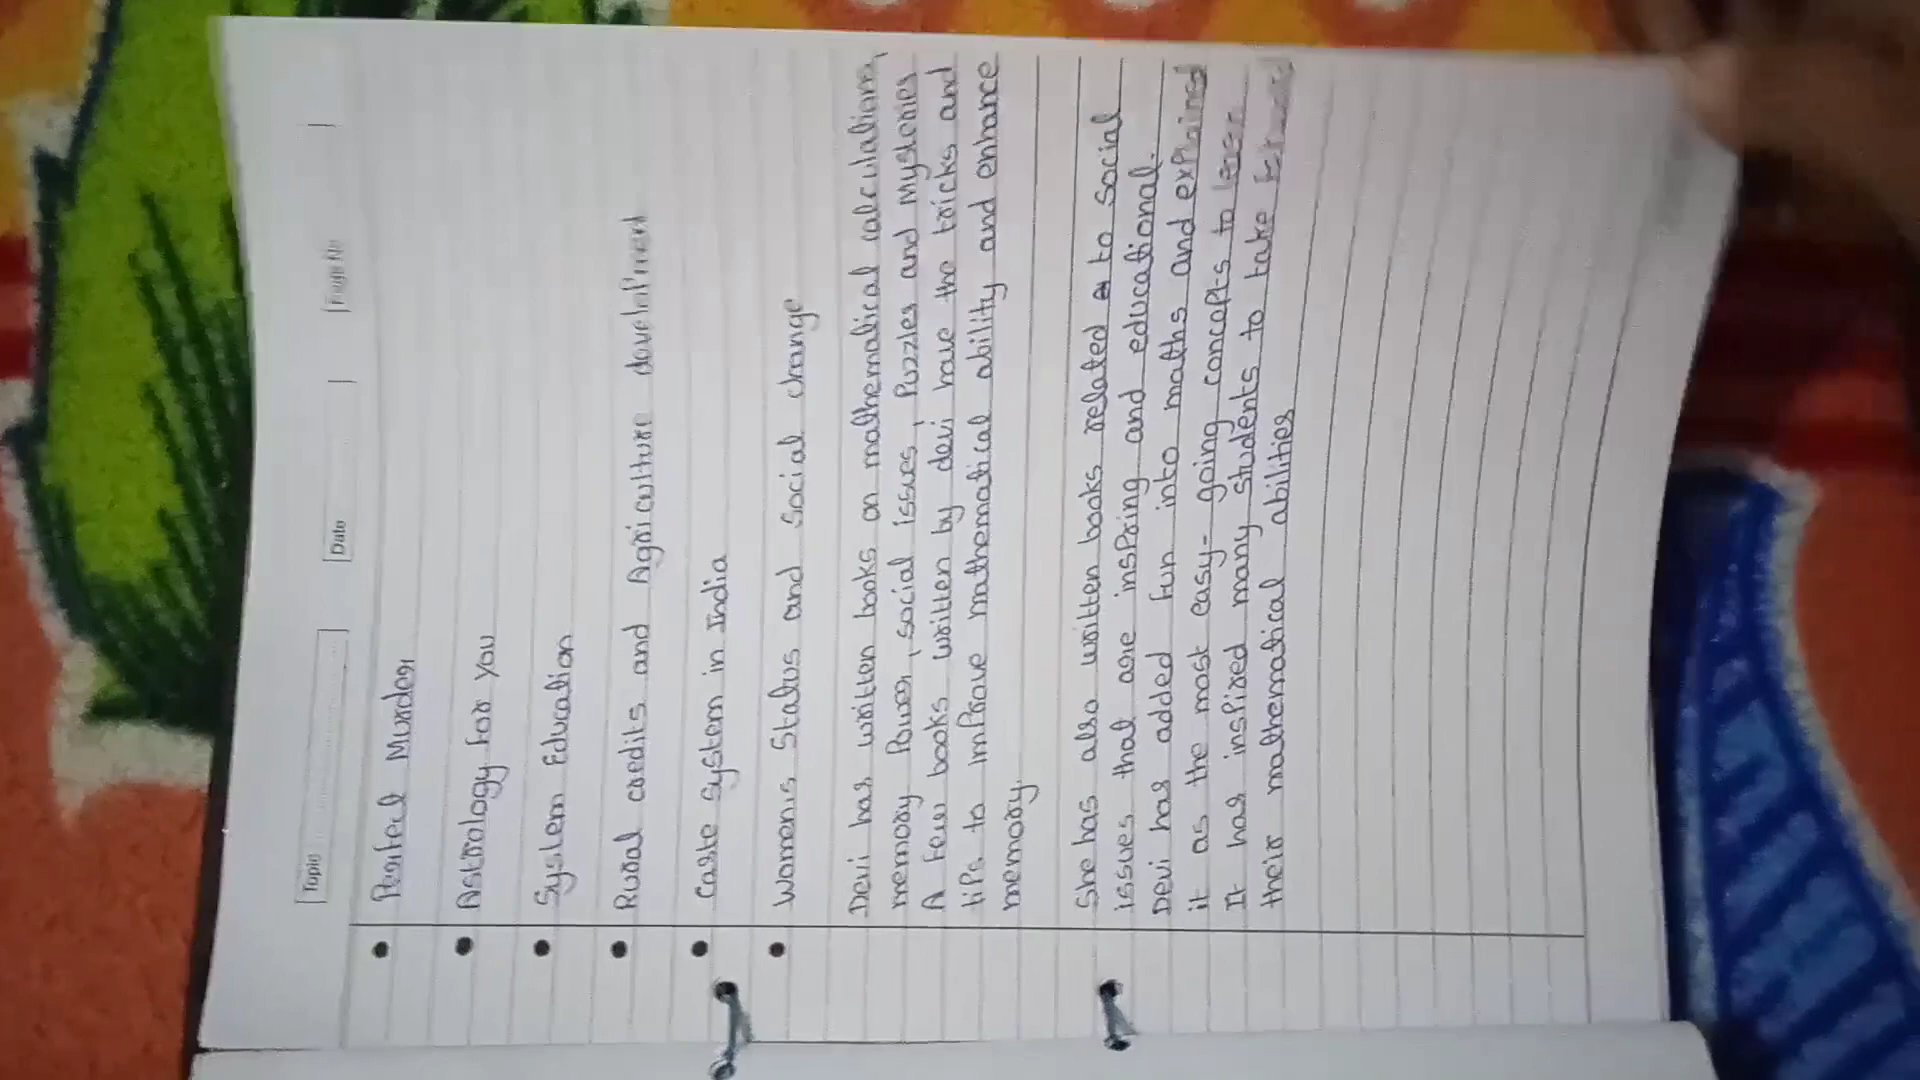 Topic
Date
Page No.
Perfect Murder
Astrology for you
System Education
Rural credits and Agriculture development
Caste system in India
Women's Status and social change
Devi has written books on mathematical calculations,
memory Power, social issues, Puzzles and Mysteries
A few books written by devi have the tricks and
tips to improve mathematical ability and enhance
memory.
She has also written books related to social
issues that are inspiring and educational.
Devi has added fun into maths and explained
it as the most easy-going concepts to
It has inspired many students to take
their mathematical abilities